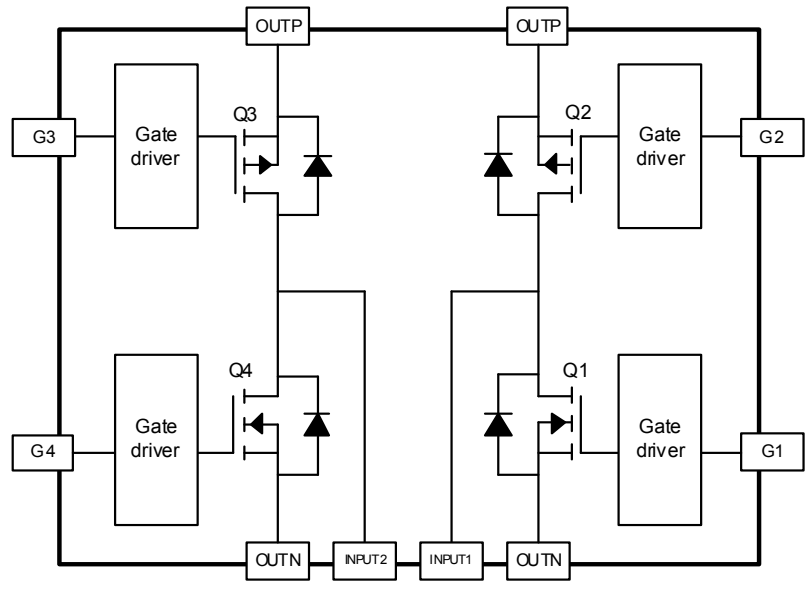 OUTP
OUTP
Q3
Q2
G3
Gate
driver
Gate
driver
G2
Q4
Q1
G4
Gate
driver
Gate
driver
G1
OUTN
INPUT2
INPUT1
OUTN